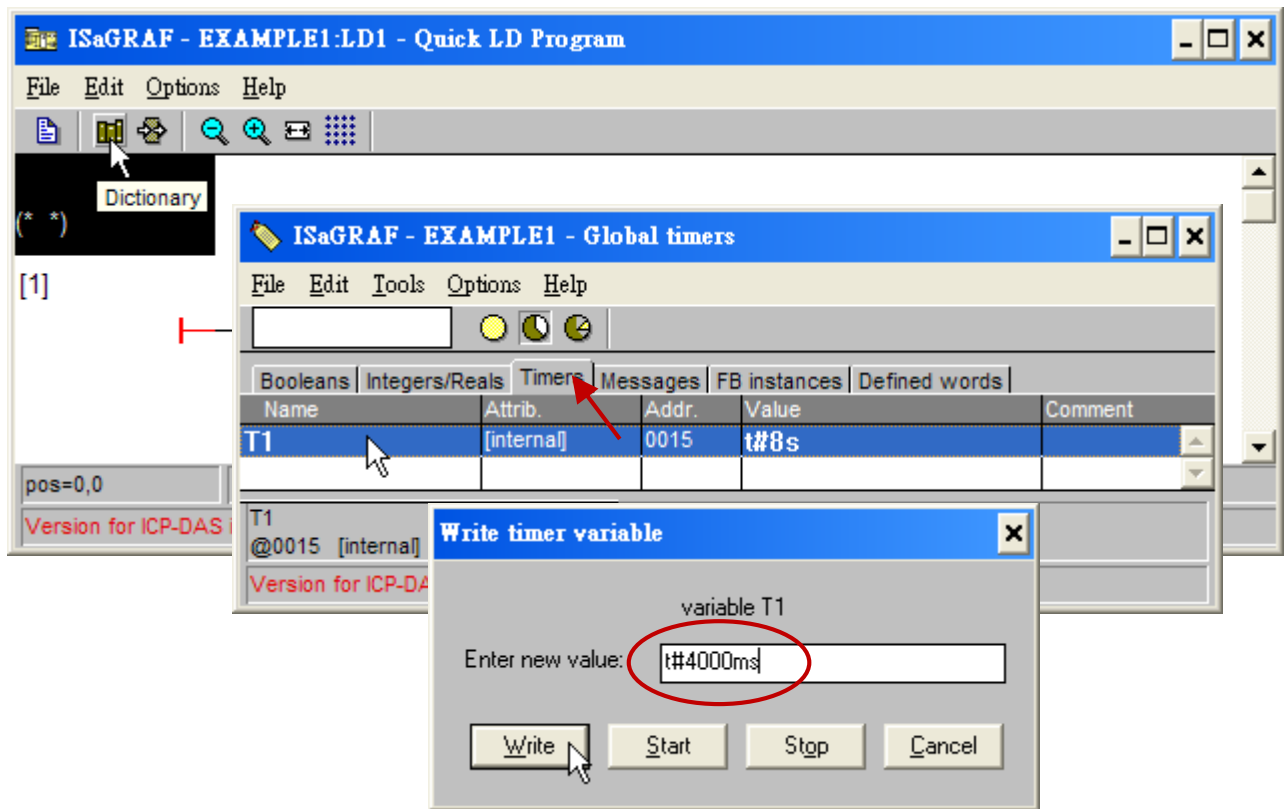 ISaGRAF - EXAMPLE1:LD1 - Quick LD Program
File Edit Options Help
Dictionary
(* *)
[1]
ISaGRAF - EXAMPLE1 - Global timers
File Edit Tools Options Help
Booleans Integers/Reals Timers Messages FB instances Defined words
Name Attrib. Addr. Value Comment
T1 [internal] 0015 t#8s
pos=0,0
Version for ICP-DAS
T1
@0015 [internal]
Version for ICP-DA
Write timer variable
variable T1
Enter new value: t#4000ms
Write Start Stop Cancel